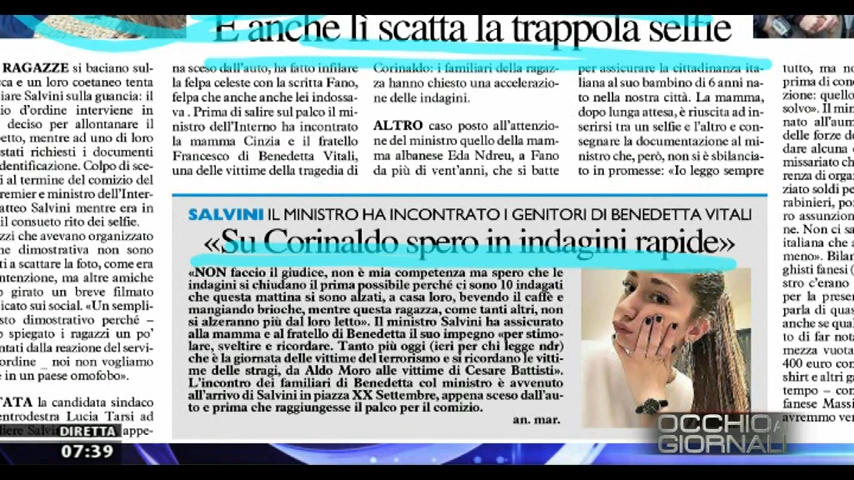 E anche lì scatta la trappola selfie
RAGAZZE si baciano sul-
ca e un loro coetaneo tenta
iare Salvini sulla guancia: il
io d'ordine interviene in
deciso per allontanare il
petto, mentre ad uno di loro
stati richiesti i documenti
identificazione. Colpo di sce-
i al termine del comizio del
remier e ministro dell'Inter-
atteo Salvini mentre era in
il consueto rito dei selfie.
zzi che avevano organizzato
one dimostrativa non sono
ti a scattare la foto, come era
ntenzione, ma altre amiche
o girato un breve filmato
icato sui social. «Un sempli-
sto dimostrativo perché –
o spiegato i ragazzi un po'
ntati dalla reazione del servi-
ordine _ noi non vogliamo
e in un paese omofobo».
TATA la candidata sindaco
entrodestra Lucia Tarsi ad
appe-
na sceso dall'auto, ha fatto infilare
la felpa celeste con la scritta Fano,
felpa che anche anche lei indossa-
va . Prima di salire sul palco il mi-
nistro dell'Interno ha incontrato
la mamma Cinzia e il fratello
Francesco di Benedetta Vitali,
una delle vittime della tragedia di
Corinaldo: i familiari della ragaz-
za hanno chiesto una accelerazio-
ne delle indagini.
ALTRO caso posto all'attenzio-
ne del ministro quello della mam-
ma albanese Eda Ndreu, a Fano
da più di vent'anni, che si batte
per assicurare la cittadinanza ita-
liana al suo bambino di 6 anni na-
to nella nostra città. La mamma,
dopo lunga attesa, è riuscita ad in-
serirsi tra un selfie e l'altro e con-
segnare la documentazione al mi-
nistro che, però, non si è sbilancia-
to in promesse: «Io leggo sempre
SALVINI IL MINISTRO HA INCONTRATO I GENITORI DI BENEDETTA VITALI
«Su Corinaldo spero in indagini rapide»
«NON faccio il giudice, non è mia competenza ma spero che le
indagini si chiudano il prima possibile perché ci sono 10 indagati
che questa mattina si sono alzati, a casa loro, bevendo il caffè e
mangiando brioche, mentre questa ragazza, come tanti altri, non
si alzeranno più dal loro letto». Il ministro Salvini ha assicurato
alla mamma e al fratello di Benedetta il suo impegno «per stimo-
lare, sveltire e ricordare. Tanto più oggi (ieri per chi legge ndr)
che è la giornata delle vittime del terrorismo e si ricordano le vitti-
me delle stragi, da Aldo Moro alle vittime di Cesare Battisti».
L'incontro dei familiari di Benedetta col ministro è avvenuto
all'arrivo di Salvini in piazza XX Settembre, appena sceso dall'au-
to e prima che raggiungesse il palco per il comizio.
an. mar.
tutto, ma no
prima di conc
zione: quello
solvo». Il min
nato all'aum
delle forze de
dare alcune
missariato ch
renza di orga
ziato soldi pe
rabinieri, po
ro assunzion
ne. Non ci sa
italiana che a
no». Bilan
ghisti fanesi (
stro c'erano
per la prese
parla di quas
anche se qual
to di far nota
mezza vuota
400 euro con
shirt e altri g
tempo – con
fanese Massi
avremo ven
DIRETTA
07:39
OCCHIO AI
GIORNALI